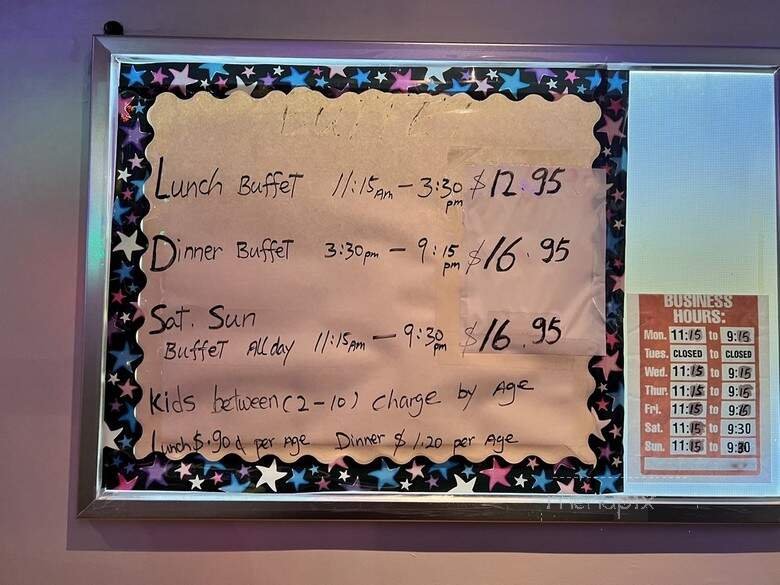 Lunch Buffet 11:15Am - 3:30pm $12.95
Dinner Buffet 3:30pm - 9:15pm $16.95
Sat. Sun
Buffet All day 11:15Am - 9:30pm $16.95
Kids between (2-10) charge by Age
Lunch $.90¢ per Age Dinner $1.20 per Age
BUSINESS
HOURS:
Mon. 11:15 to 9:15
Tues. CLOSED to CLOSED
Wed. 11:15 to 9:15
Thur. 11:15 to 9:15
Fri. 11:15 to 9:15
Sat. 11:15 to 9:30
Sun. 11:15 to 9:30
menupix